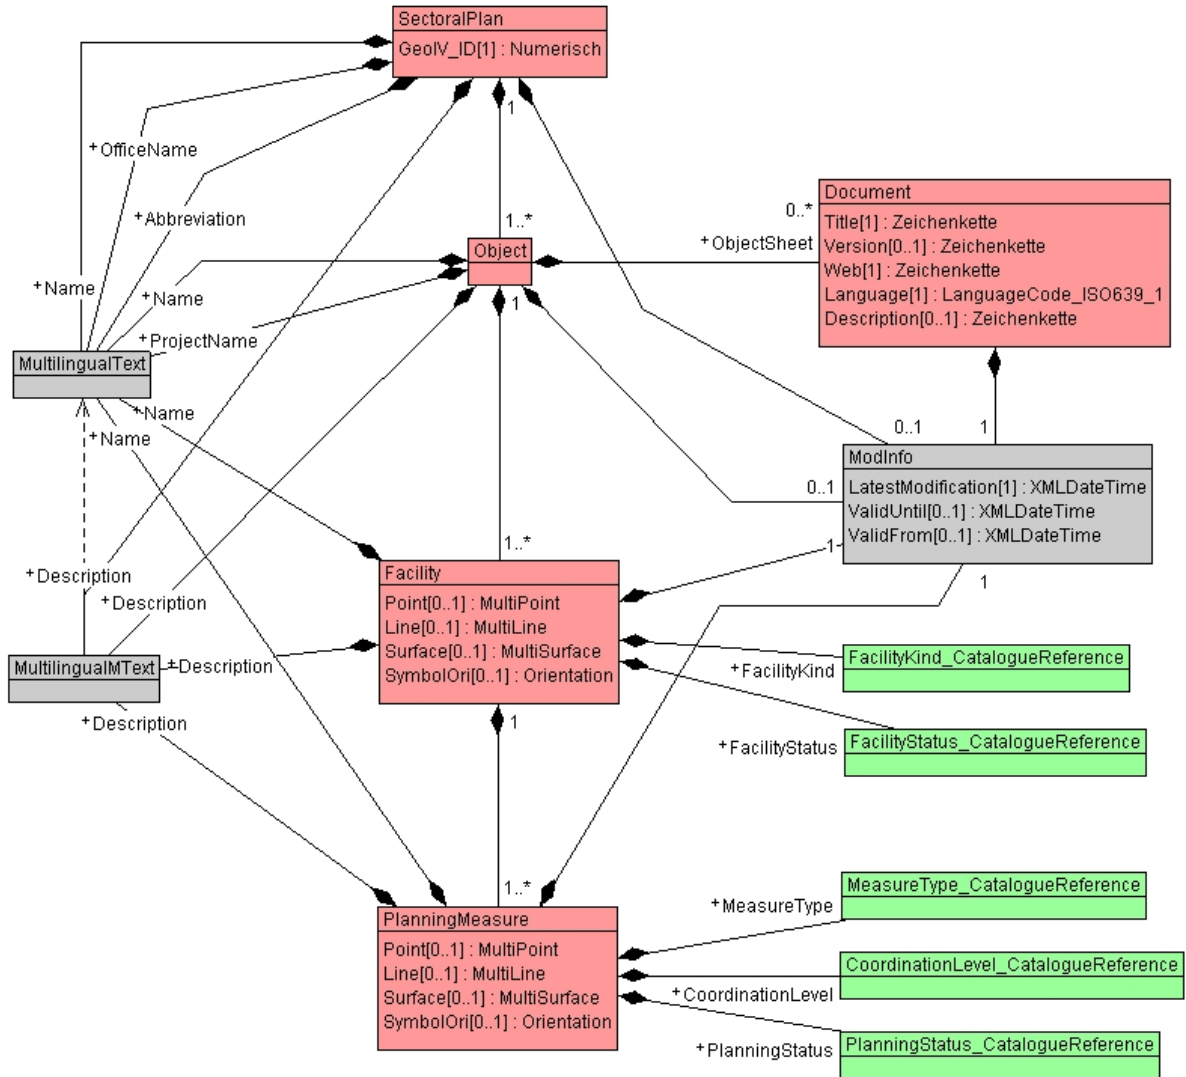 SectoralPlan
GeoIV_ID[1] : Numerisch
1
+OfficeName
Document
0..*
Title[1] : Zeichenkette
+Abbreviation
1..*
+ObjectSheet
Version[0..1] : Zeichenkette
Object
Web[1] : Zeichenkette
+Name
+Name
1
Language[1] : LanguageCode_ISO639_1
Description[0..1] : Zeichenkette
+ProjectName
MultilingualText
+Name
0..1
1
+Name
ModInfo
0..1
LatestModification[1] : XMLDateTime
ValidUntil[0..1] : XMLDateTime
ValidFrom[0..1] : XMLDateTime
1..*
1
+Description
Facility
1
+Description
Point[0..1] : MultiPoint
Line[0..1] : MultiLine
Surface[0..1] : MultiSurface
SymbolOri[0..1] : Orientation
MultilingualMText
+Description
FacilityKind_CatalogueReference
+FacilityKind
+Description
1
FacilityStatus_CatalogueReference
+FacilityStatus
1..*
MeasureType_CatalogueReference
+MeasureType
PlanningMeasure
Point[0..1] : MultiPoint
Line[0..1] : MultiLine
Surface[0..1] : MultiSurface
SymbolOri[0..1] : Orientation
CoordinationLevel_CatalogueReference
+CoordinationLevel
PlanningStatus_CatalogueReference
+PlanningStatus